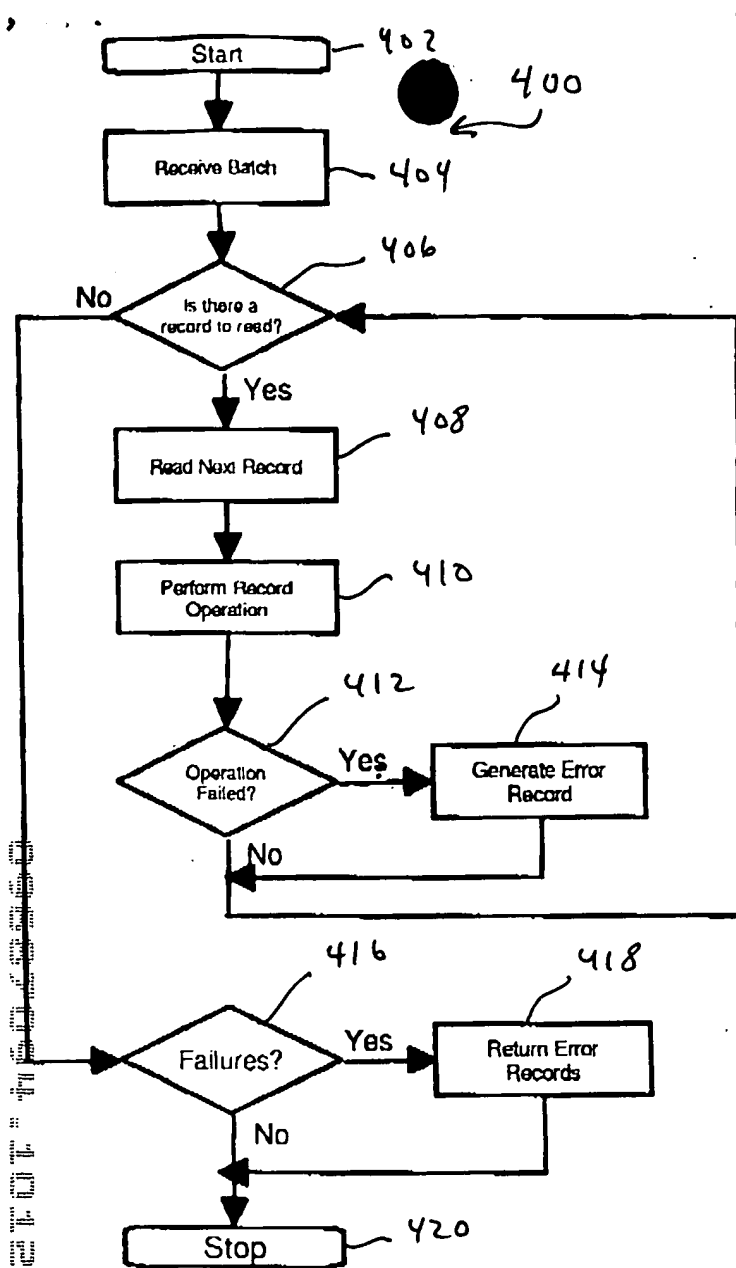 Start
402
400
Receive Batch
404
406
No
Is there a
record to read?
Yes
408
Read Next Record
410
Perform Record
Operation
412
414
Operation
Failed?
Yes
Generate Error
Record
No
416
418
Failures?
Yes
Return Error
Records
No
Stop
420